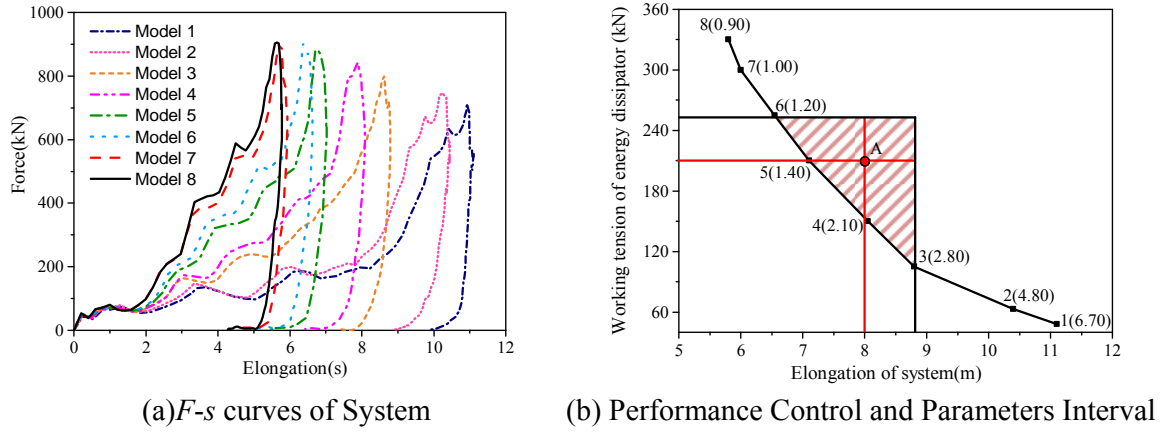 1000
800
600
400
200
0
Force(kN)
Model 1
Model 2
Model 3
Model 4
Model 5
Model 6
Model 7
Model 8
0 2 4 6 8 10 12
Elongation(s)
(a)F-s curves of System
Working tension of energy dissipator (kN)
360
300
240
180
120
60
8(0.90)
7(1.00)
6(1.20)
A
5(1.40)
4(2.10)
3(2.80)
2(4.80)
1(6.70)
5 6 7 8 9 10 11 12
Elongation of system(m)
(b) Performance Control and Parameters Interval